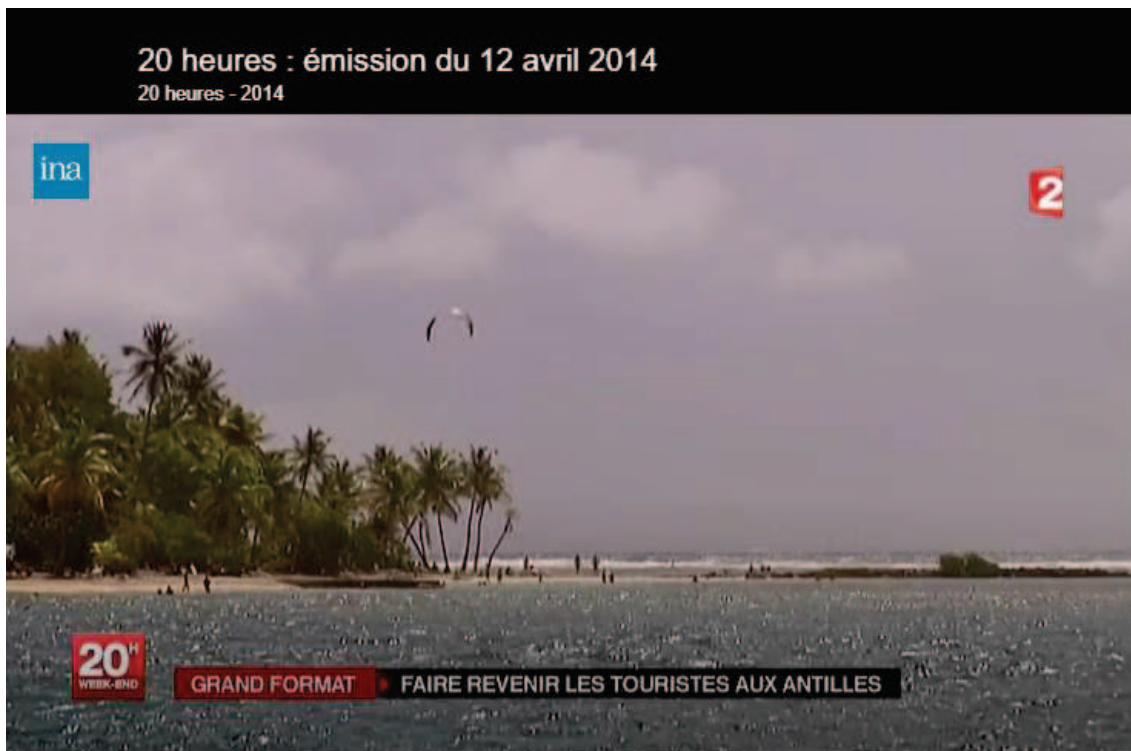 20 heures : émission du 12 avril 2014
20 heures - 2014
ina
2
20H
WEEK-END
GRAND FORMAT
FAIRE REVENIR LES TOURISTES AUX ANTILLES